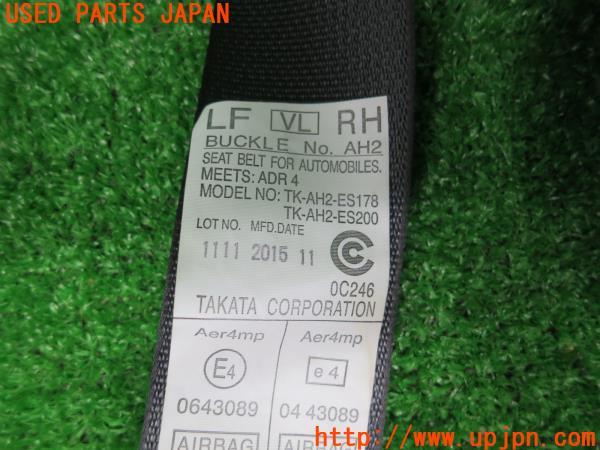 USED PARTS JAPAN
LF VL RH
BUCKLE No. AH2
SEAT BELT FOR AUTOMOBILES.
MEETS: ADR 4
MODEL NO: TK-AH2-ES178
TK-AH2-ES200
LOT NO. MFD.DATE
1111 2015 11
0C246
TAKATA CORPORATION
Aer4mp Aer4mp
E4 e4
0643089 04 43089
AIRBAG AIRBAG
http://www.upjpn.com/